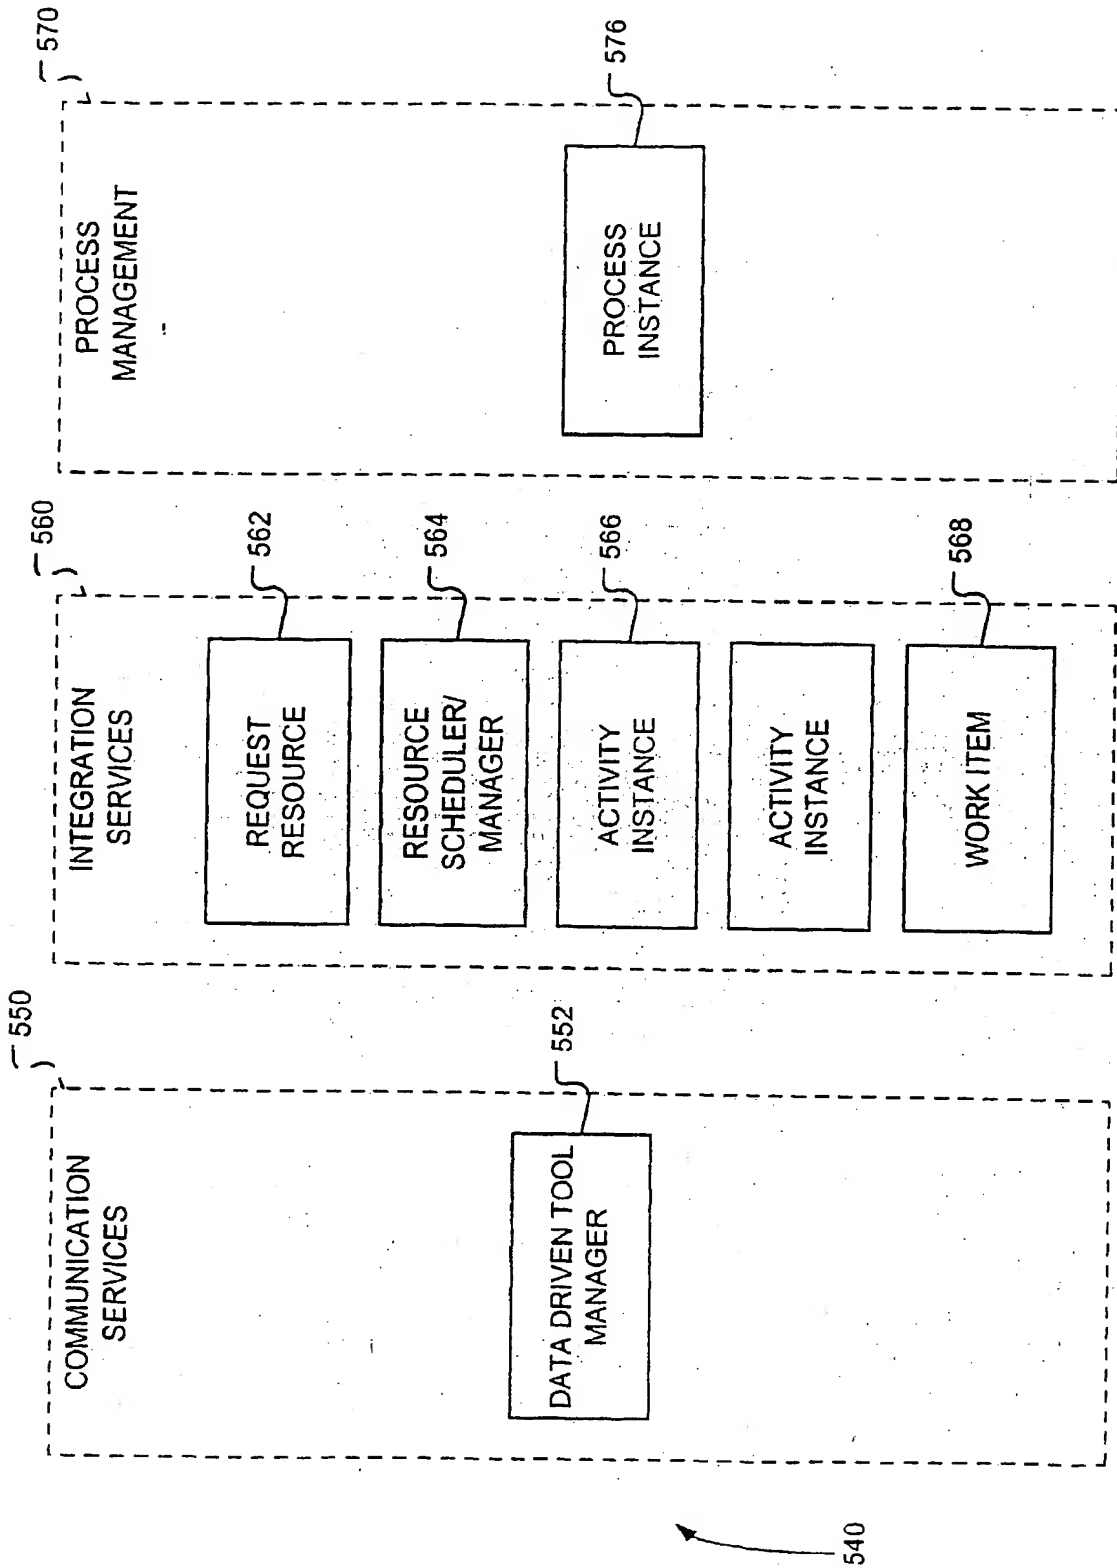 540
550
COMMUNICATION
SERVICES
552
DATA DRIVEN TOOL
MANAGER
560
INTEGRATION
SERVICES
562
REQUEST
RESOURCE
564
RESOURCE
SCHEDULER/
MANAGER
566
ACTIVITY
INSTANCE
ACTIVITY
INSTANCE
568
WORK ITEM
570
PROCESS
MANAGEMENT
576
PROCESS
INSTANCE